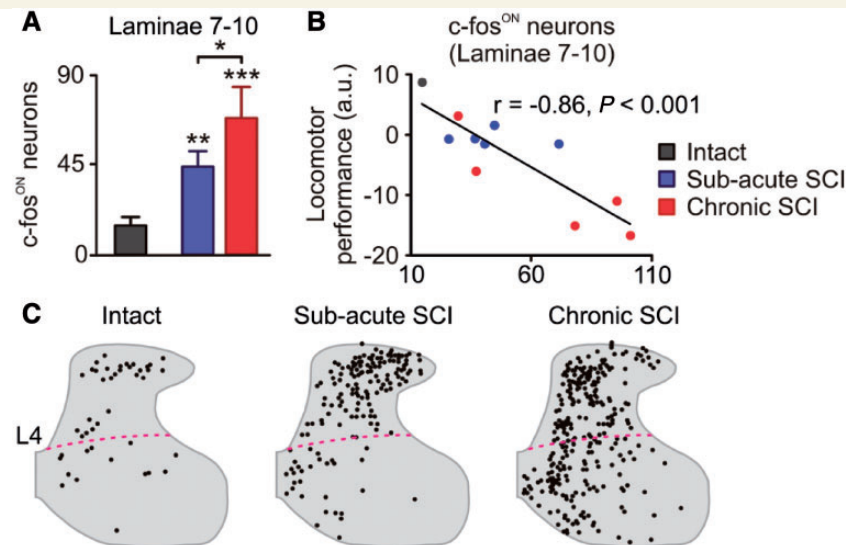 A
Laminae 7-10
c-fosON neurons
90
45
0
**
*
***
B
c-fosON neurons
(Laminae 7-10)
Locomotor
performance (a.u.)
10
0
-10
-20
r = -0.86, P < 0.001
10
60
110
Intact
Sub-acute SCI
Chronic SCI
C
Intact
Sub-acute SCI
Chronic SCI
L4